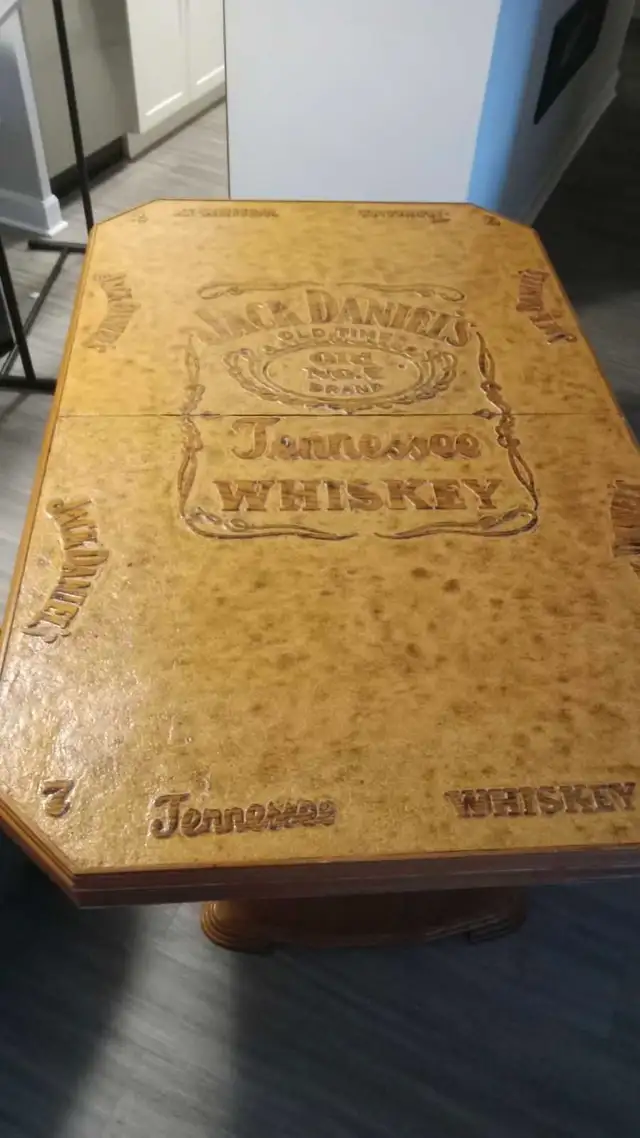 JACK DANIEL'S
OLD TIME
Old
NO. 7
BRAND
Tennessee
WHISKEY
JACK DANIEL'S
7
Tennessee
WHISKEY